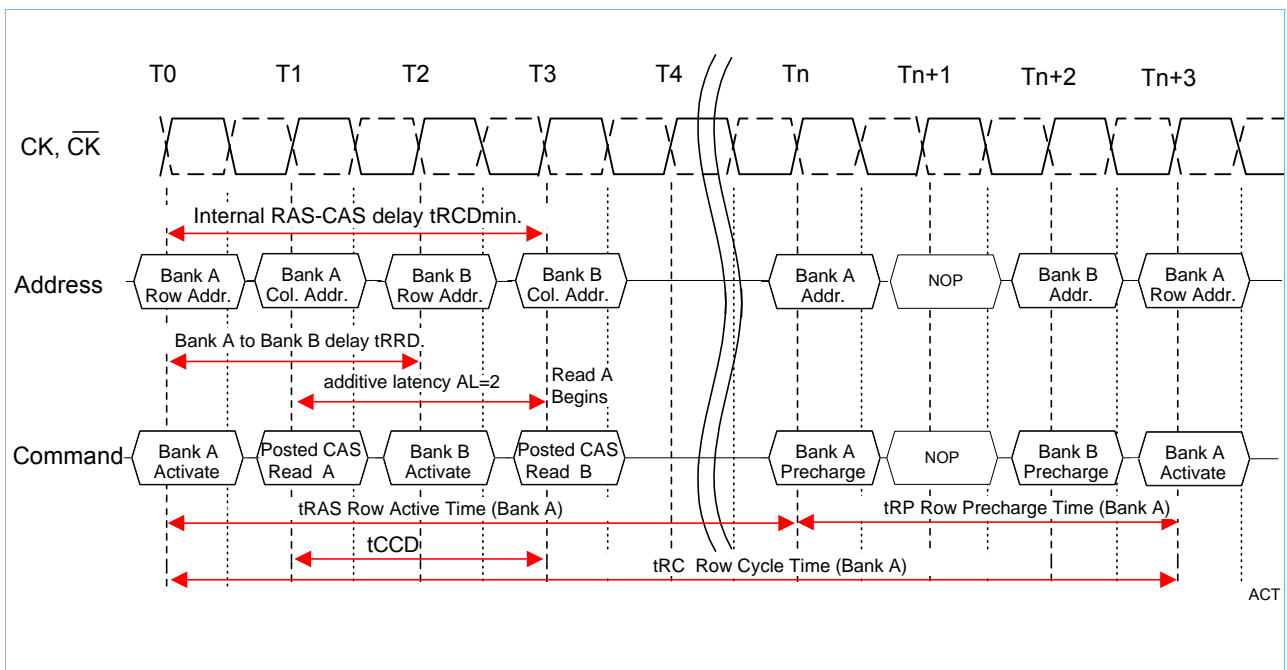 T0 T1 T2 T3 T4 Tn Tn+1 Tn+2 Tn+3
CK, C̅K̅
Internal RAS-CAS delay tRCDmin.
Address
Bank A
Row Addr.
Bank A
Col. Addr.
Bank B
Row Addr.
Bank B
Col. Addr.
Bank A
Addr.
NOP
Bank B
Addr.
Bank A
Row Addr.
Bank A to Bank B delay tRRD.
additive latency AL=2
Read A
Begins
Command
Bank A
Activate
Posted CAS
Read A
Bank B
Activate
Posted CAS
Read B
Bank A
Precharge
NOP
Bank B
Precharge
Bank A
Activate
tRAS Row Active Time (Bank A)
tRP Row Precharge Time (Bank A)
tCCD
tRC Row Cycle Time (Bank A)
ACT